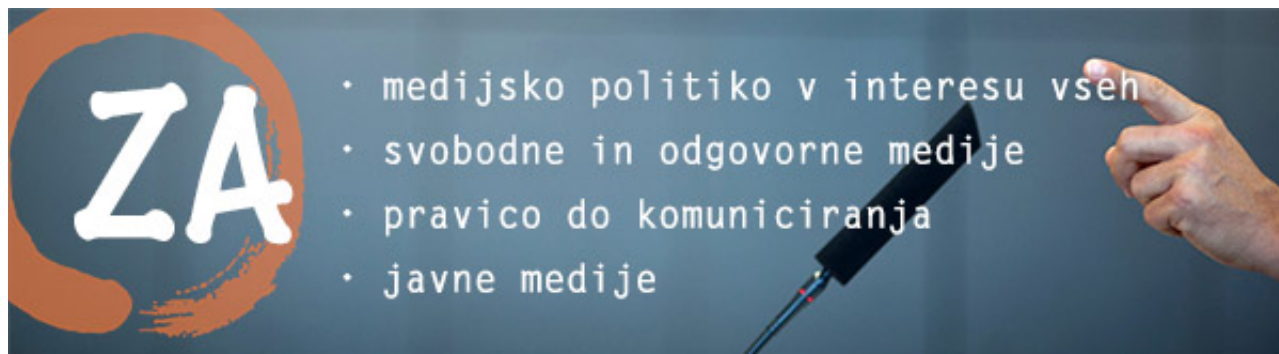 ZA
· medijsko politiko v interesu vseh
· svobodne in odgovorne medije
· pravico do komuniciranja
· javne medije